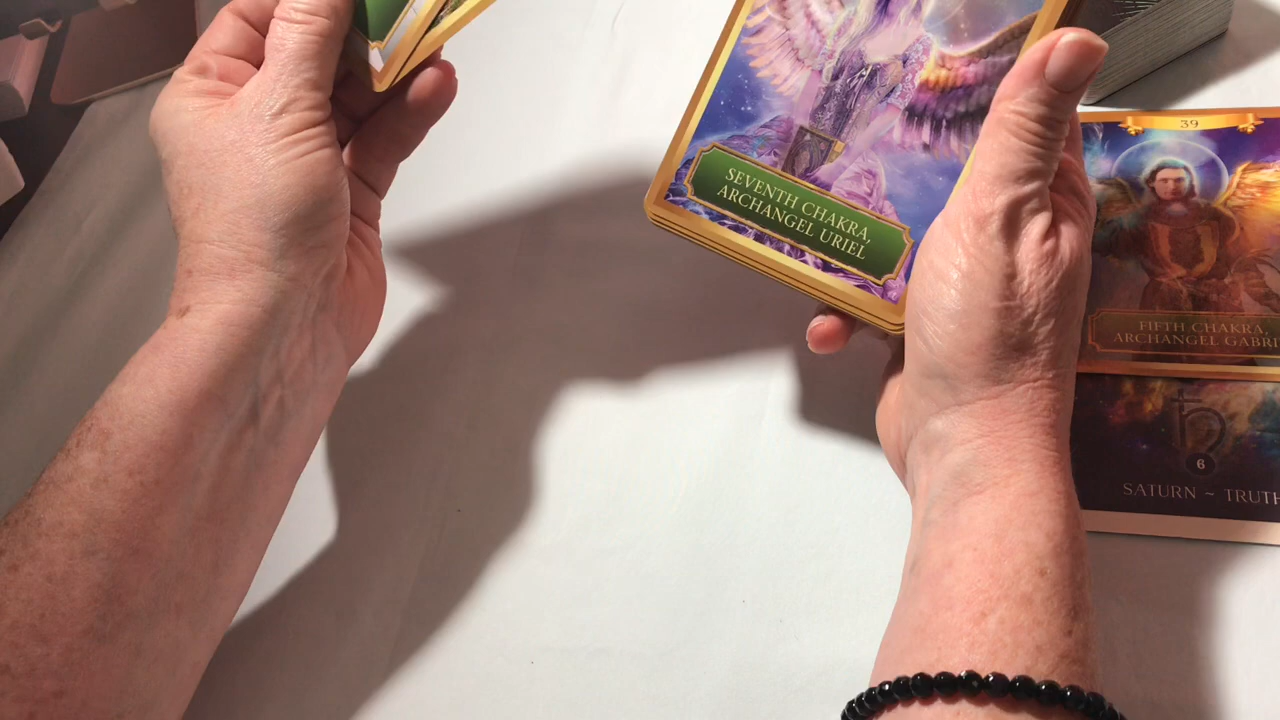 SEVENTH CHAKRA,
ARCHANGEL URIEL
39
FIFTH CHAKRA,
ARCHANGEL GABRI
6
SATURN ~ TRUTH